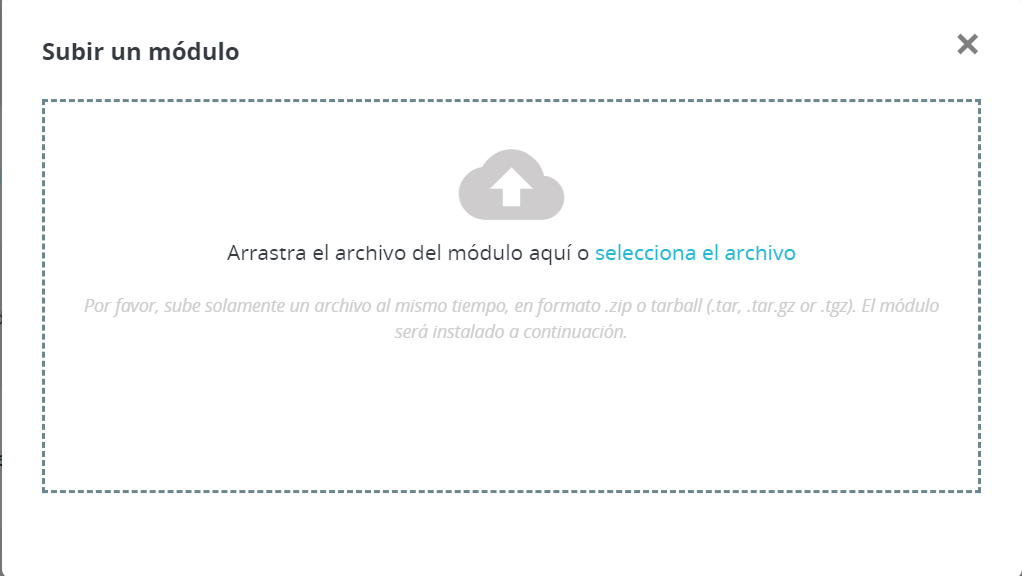 Subir un módulo
Arrastra el archivo del módulo aquí o selecciona el archivo
Por favor, sube solamente un archivo al mismo tiempo, en formato .zip o tarball (.tar, .tar.gz or .tgz). El módulo
será instalado a continuación.